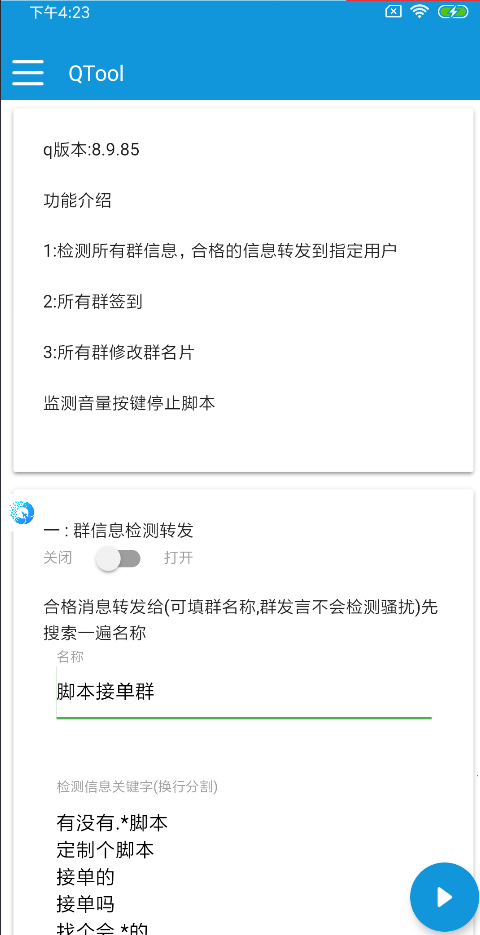 下午4:23
QTool
q版本:8.9.85
功能介绍
1:检测所有群信息，合格的信息转发到指定用户
2:所有群签到
3:所有群修改群名片
监测音量按键停止脚本
一 : 群信息检测转发
关闭 打开
合格消息转发给(可填群名称,群发言不会检测骚扰)先
搜索一遍名称
名称
脚本接单群
检测信息关键字(换行分割)
有没有.*脚本
定制个脚本
接单的
接单吗
找个会.*的